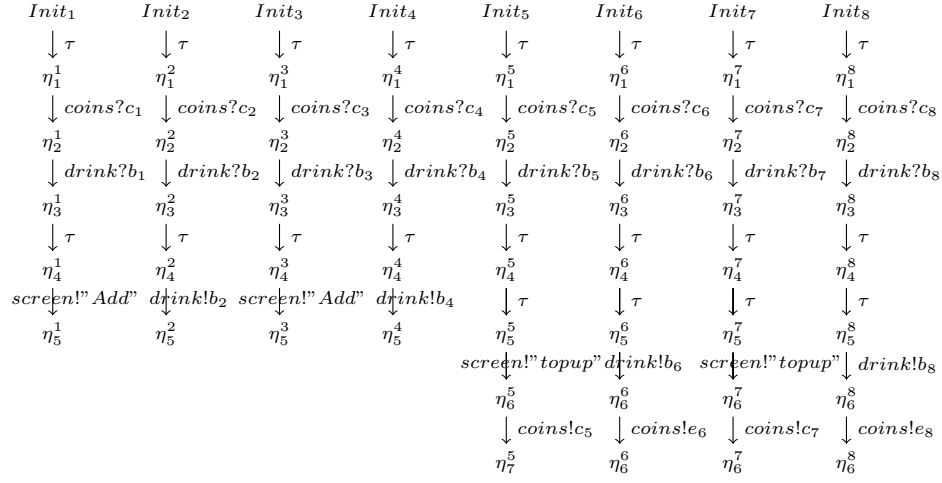 Init₁ Init₂ Init₃ Init₄ Init₅ Init₆ Init₇ Init₈
τ τ τ τ τ τ τ τ
η₁¹ η₁² η₁³ η₁⁴ η₁⁵ η₁⁶ η₁⁷ η₁⁸
coins?c₁ coins?c₂ coins?c₃ coins?c₄ coins?c₅ coins?c₆ coins?c₇ coins?c₈
η₂¹ η₂² η₂³ η₂⁴ η₂⁵ η₂⁶ η₂⁷ η₂⁸
drink?b₁ drink?b₂ drink?b₃ drink?b₄ drink?b₅ drink?b₆ drink?b₇ drink?b₈
η₃¹ η₃² η₃³ η₃⁴ η₃⁵ η₃⁶ η₃⁷ η₃⁸
τ τ τ τ τ τ τ τ
η₄¹ η₄² η₄³ η₄⁴ η₄⁵ η₄⁶ η₄⁷ η₄⁸
screen!"Add" drink!b₂ screen!"Add" drink!b₄ τ τ τ τ
η₅¹ η₅² η₅³ η₅⁴ η₅⁵ η₅⁶ η₅⁷ η₅⁸
screen!"topup" drink!b₆ screen!"topup" drink!b₈
η₆⁵ η₆⁶ η₆⁷ η₆⁸
coins!c₅ coins!e₆ coins!c₇ coins!e₈
η₇⁵ η₆⁶ η₆⁷ η₆⁸